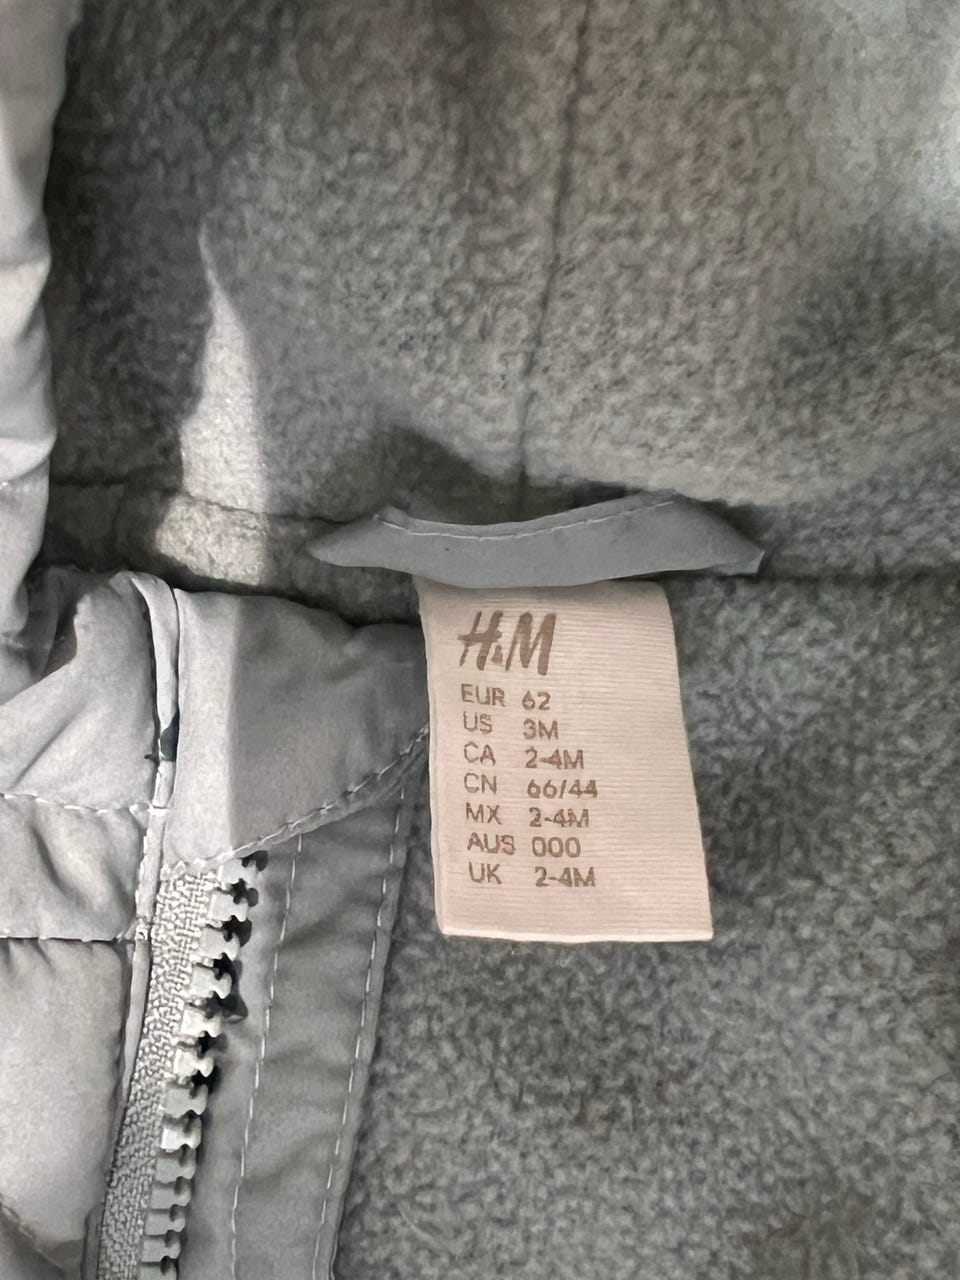 H&M
EUR 62
US 3M
CA 2-4M
CN 66/44
MX 2-4M
AUS 000
UK 2-4M